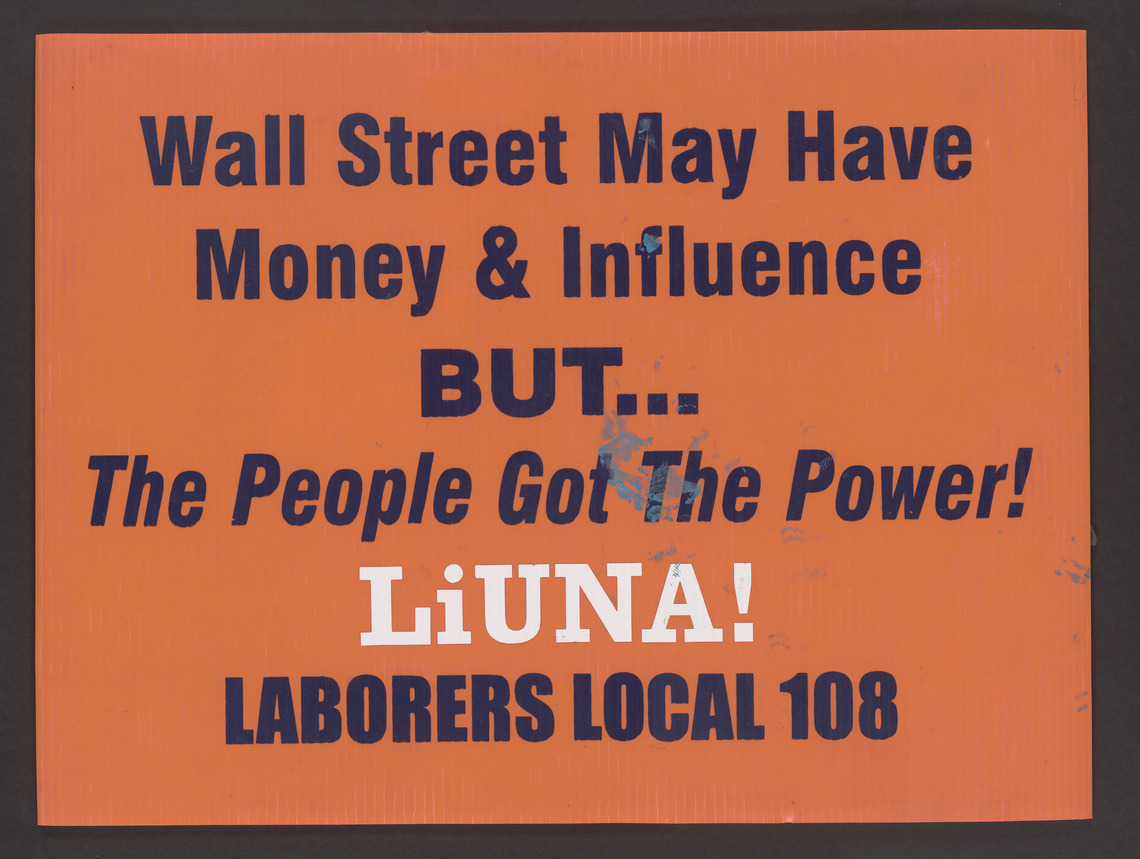 Wall Street May Have
Money & Influence
BUT...
The People Got The Power!
LiUNA!
LABORERS LOCAL 108